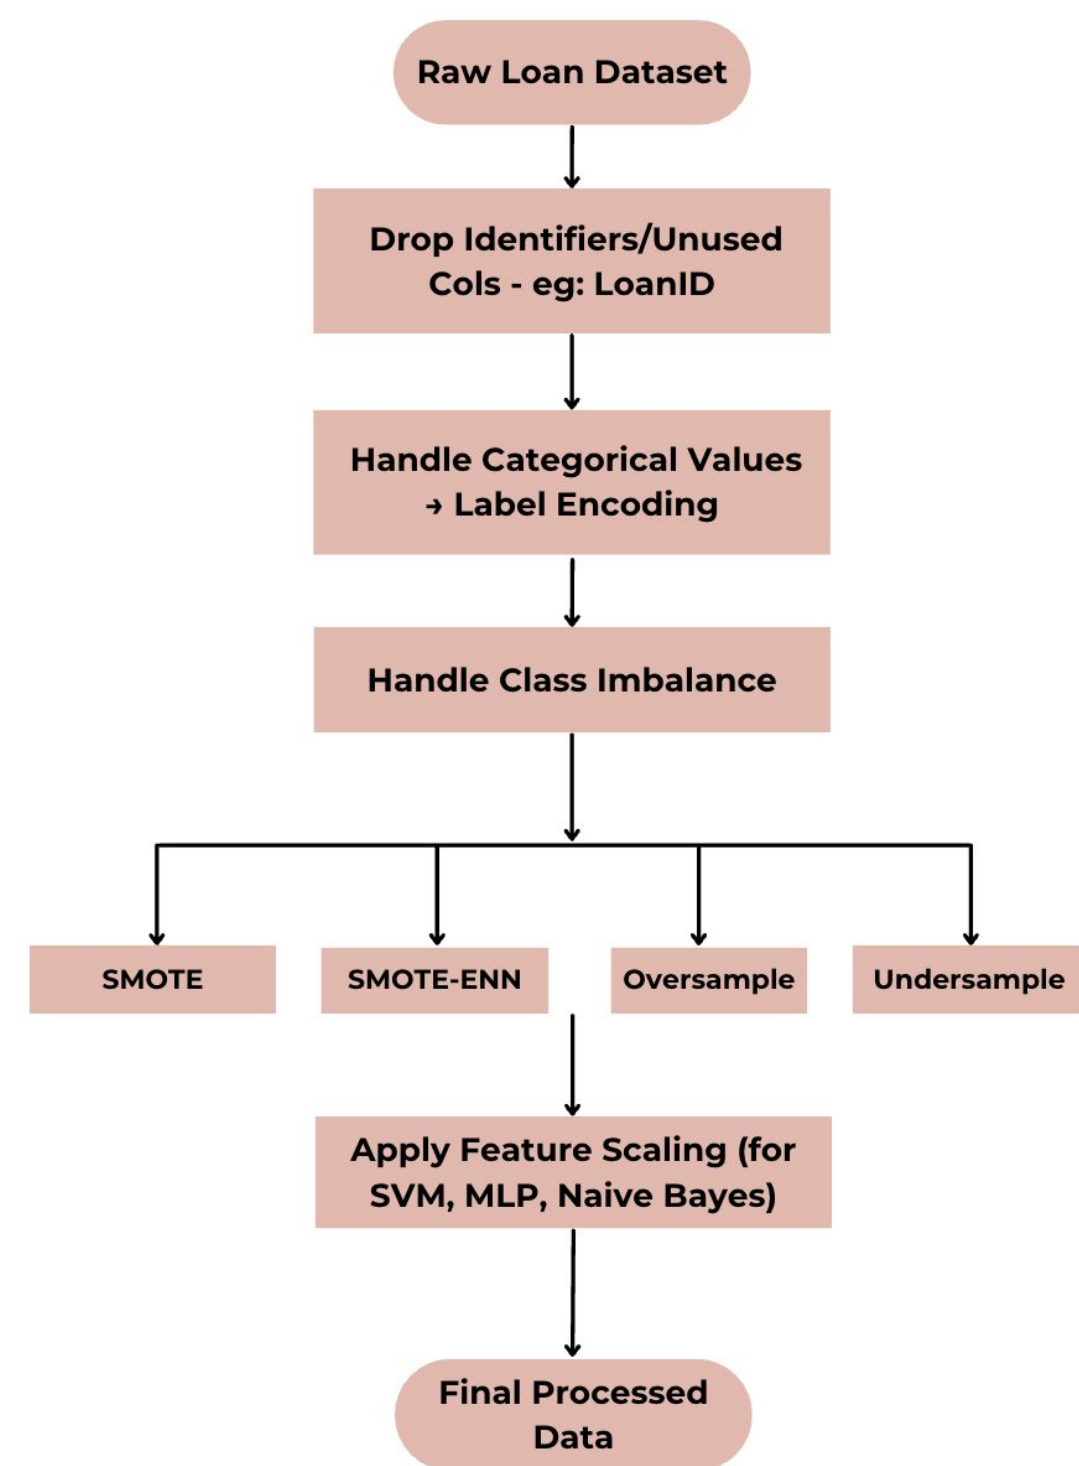 Raw Loan Dataset
Drop Identifiers/Unused
Cols - eg: LoanID
Handle Categorical Values
→ Label Encoding
Handle Class Imbalance
SMOTE
SMOTE-ENN
Oversample
Undersample
Apply Feature Scaling (for
SVM, MLP, Naive Bayes)
Final Processed
Data